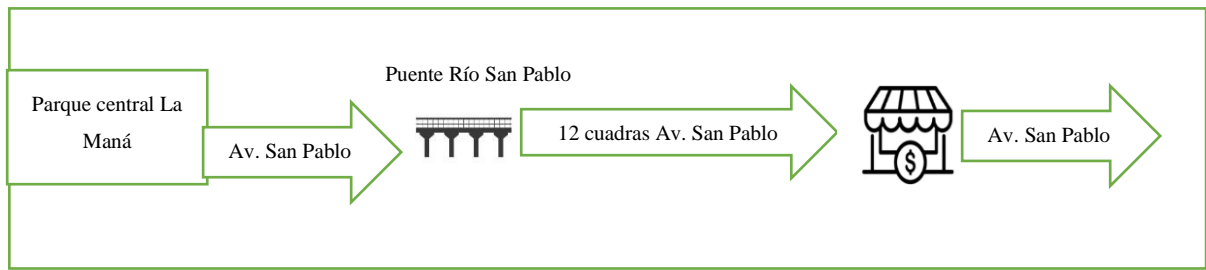 Puente Río San Pablo
Parque central La
Maná
Av. San Pablo
12 cuadras Av. San Pablo
$
Av. San Pablo